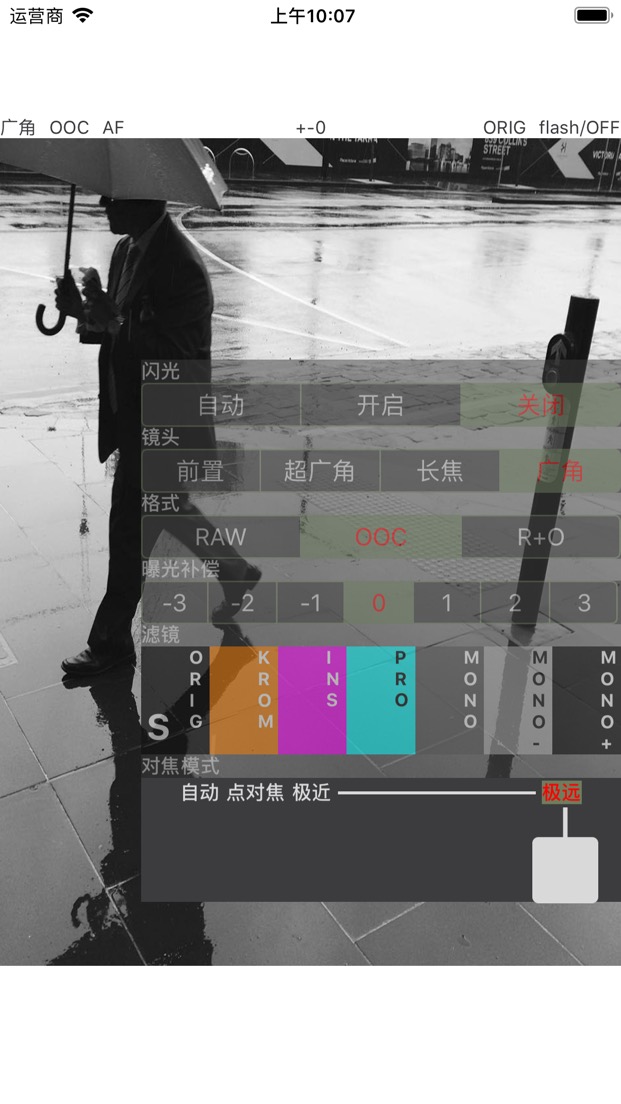 运营商 上午10:07
广角 OOC AF +-0 ORIG flash/OFF
COLLINS
STREET
闪光
自动 开启 关闭
镜头
前置 超广角 长焦 广角
格式
RAW OOC R+O
曝光补偿
-3 -2 -1 0 1 2 3
滤镜
S ORIG KROM INS PRO MONO MONO- MONO+
对焦模式
自动 点对焦 极近 极远